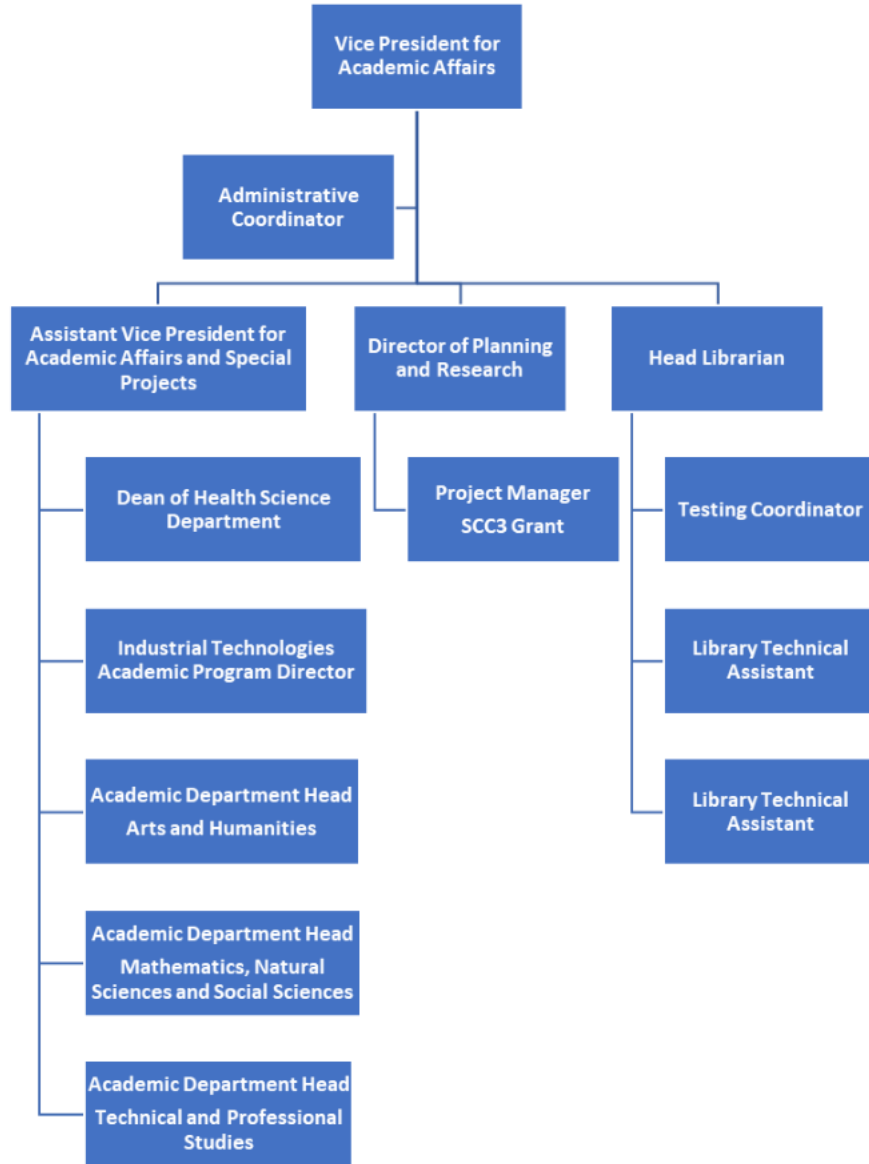 Vice President for
Academic Affairs
Administrative
Coordinator
Assistant Vice President for
Academic Affairs and Special
Projects
Director of Planning
and Research
Head Librarian
Dean of Health Science
Department
Project Manager
SCC3 Grant
Testing Coordinator
Industrial Technologies
Academic Program Director
Library Technical
Assistant
Academic Department Head
Arts and Humanities
Library Technical
Assistant
Academic Department Head
Mathematics, Natural
Sciences and Social Sciences
Academic Department Head
Technical and Professional
Studies